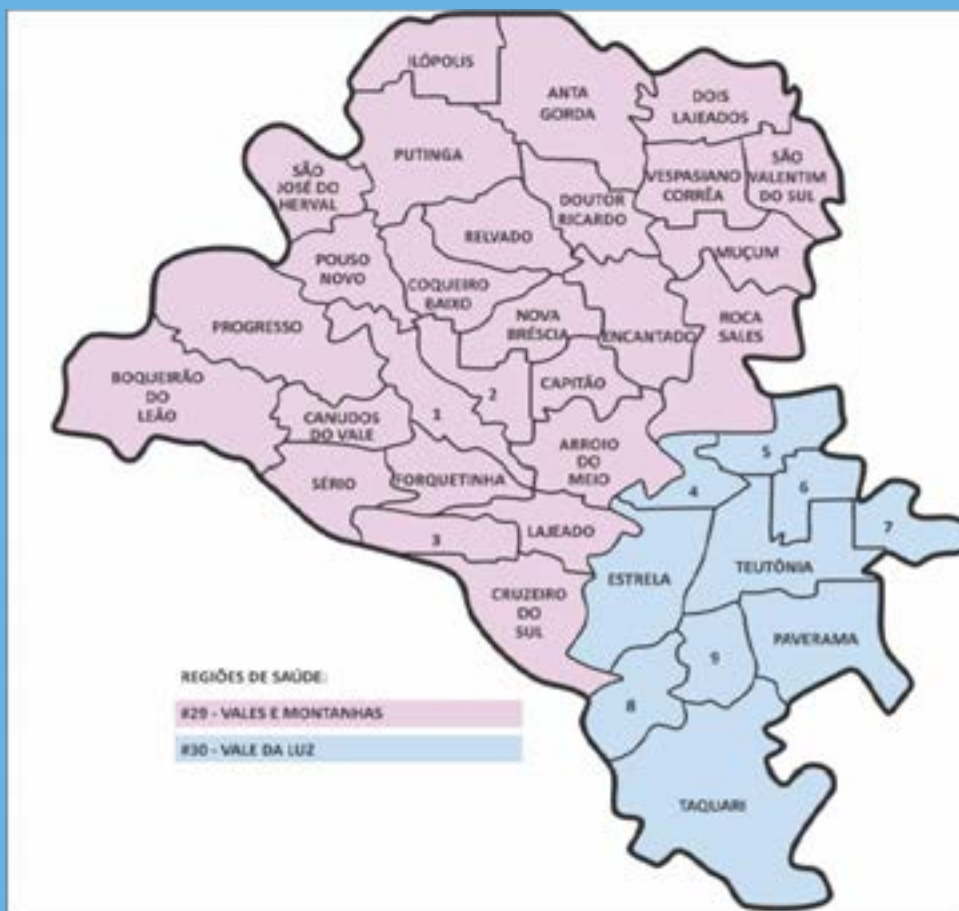 ILÓPOLIS
ANTA
GORDA
DOIS
LAJEADOS
PUTINGA
SÃO
JOSÉ DO
HERVAL
VESPASIANO
CORRÊA
SÃO
VALENTIM
DO SUL
DOUTOR
RICARDO
RELVADO
MUÇUM
POUSO
NOVO
COQUEIRO
BAIXO
PROGRESSO
NOVA
BRÉSCIA
ENCANTADO
ROCA
SALES
BOQUEIRÃO
DO
LEÃO
CANUDOS
DO VALE
1
2
CAPITÃO
ARROIO
DO
MEIO
SÉRIO
FORQUETINHA
3
LAJEADO
4
5
6
7
CRUZEIRO
DO
SUL
ESTRELA
TEUTÔNIA
PAVERAMA
8
9
TAQUARI
REGIÕES DE SAÚDE:
#29 - VALES E MONTANHAS
#30 - VALE DA LUZ